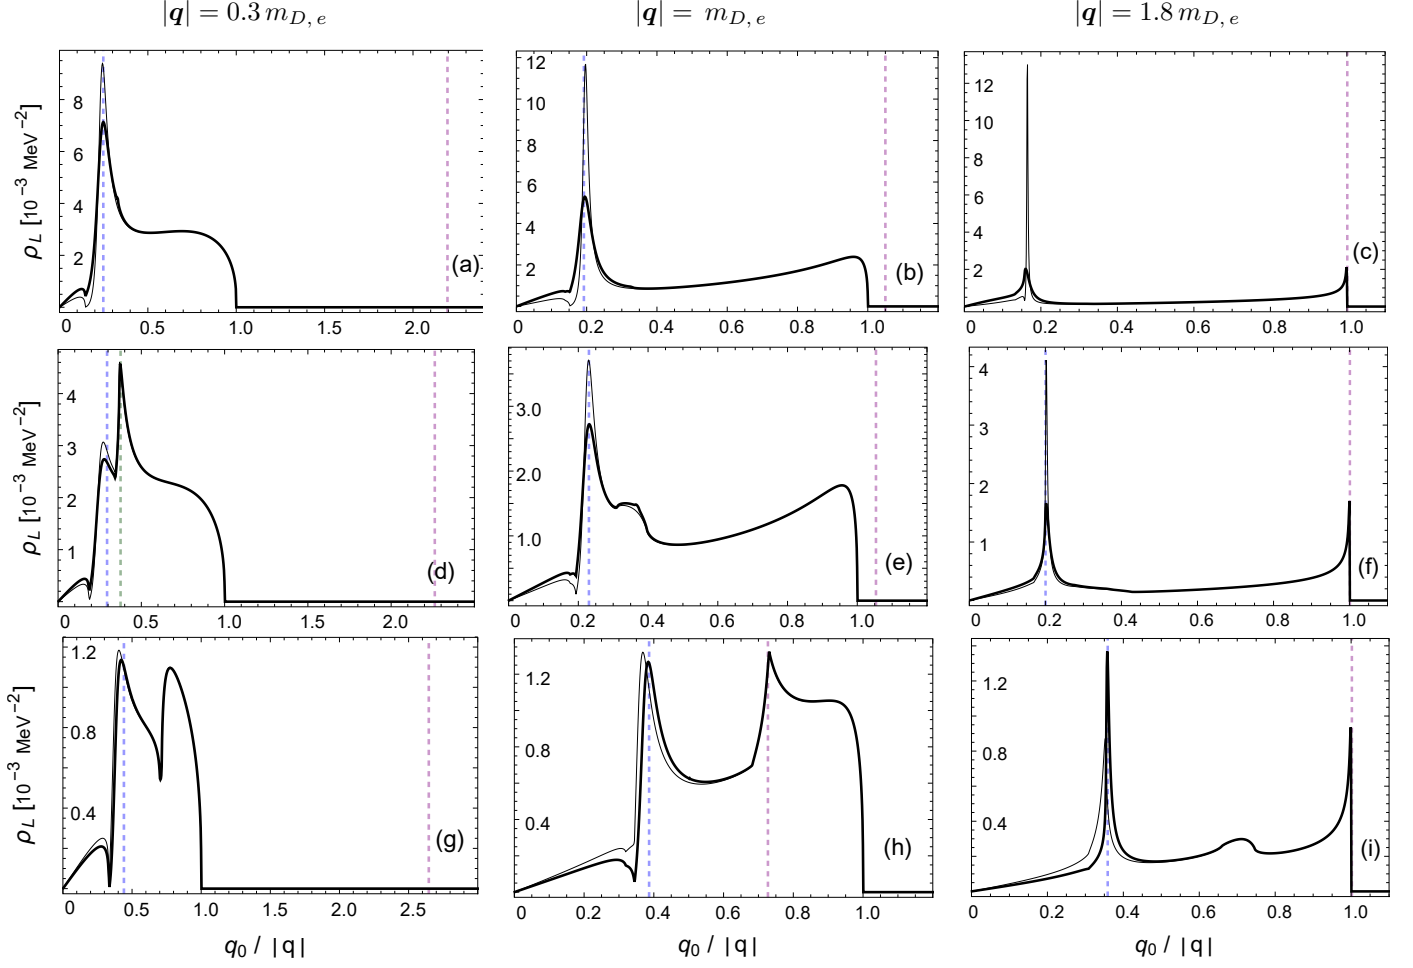 |q| = 0.3 m_{D, e} |q| = m_{D, e} |q| = 1.8 m_{D, e}
ρ_L [10^{−3} MeV^{−2}]
8
6
4
2
(a)
0 0.5 1.0 1.5 2.0
12
10
8
6
4
2
(b)
0 0.2 0.4 0.6 0.8 1.0
12
10
8
6
4
2
(c)
0 0.2 0.4 0.6 0.8 1.0
ρ_L [10^{−3} MeV^{−2}]
4
3
2
1
(d)
0 0.5 1.0 1.5 2.0
3.0
2.0
1.0
(e)
0 0.2 0.4 0.6 0.8 1.0
4
3
2
1
(f)
0 0.2 0.4 0.6 0.8 1.0
ρ_L [10^{−3} MeV^{−2}]
1.2
0.8
0.4
(g)
0 0.5 1.0 1.5 2.0 2.5
q_0 / |q|
1.2
0.8
0.4
(h)
0 0.2 0.4 0.6 0.8 1.0
q_0 / |q|
1.2
0.8
0.4
(i)
0 0.2 0.4 0.6 0.8 1.0
q_0 / |q|